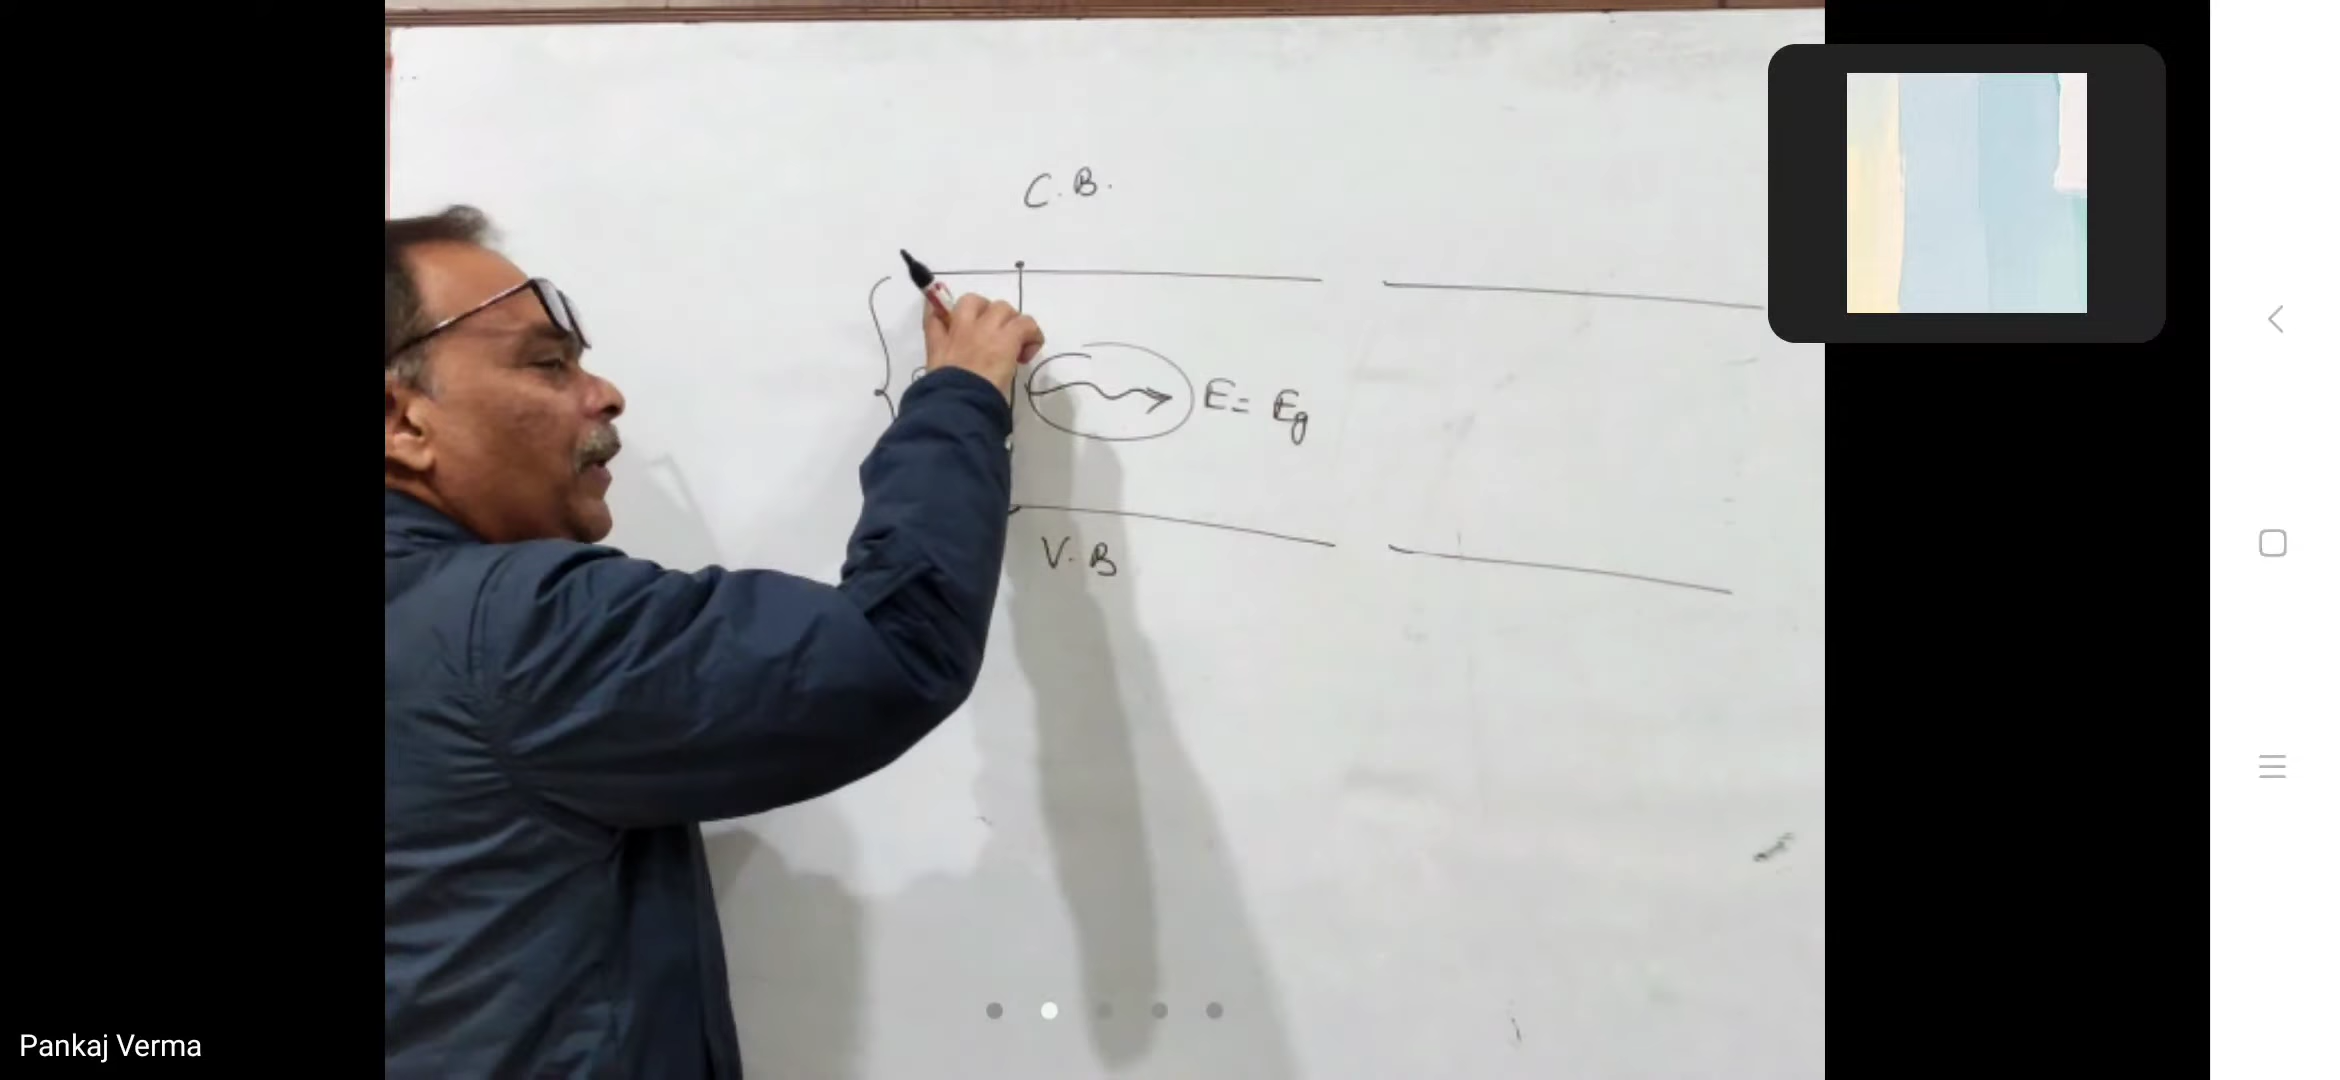 C. B.
E = Eg
V. B
Pankaj Verma